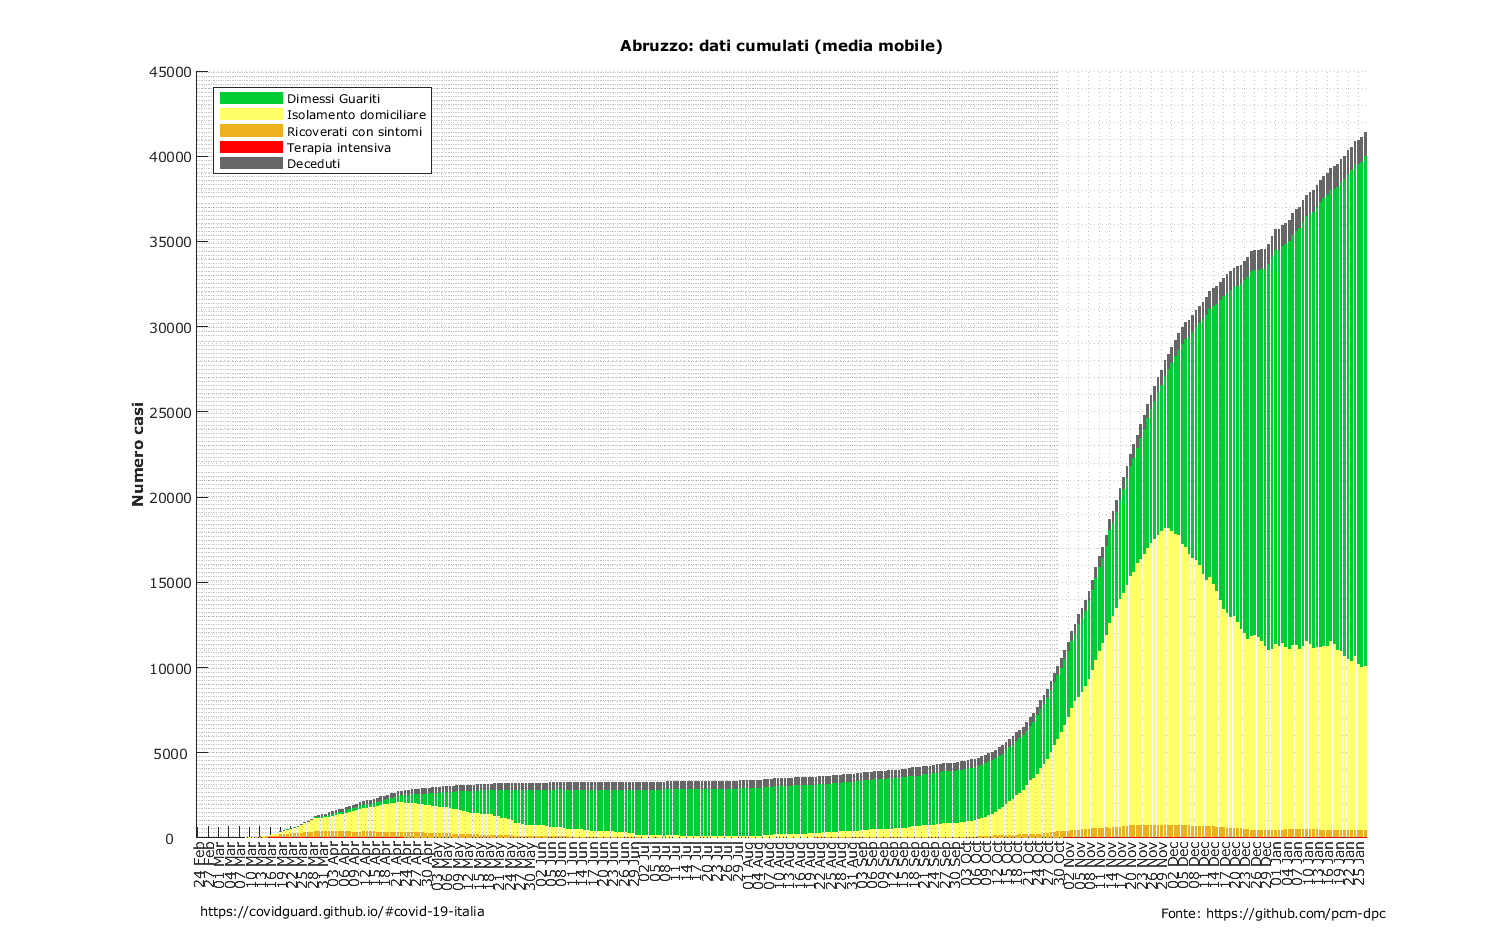 Abruzzo: dati cumulati (media mobile)
Dimessi Guariti
Isolamento domiciliare
Ricoverati con sintomi
Terapia intensiva
Deceduti
Numero casi
45000
40000
35000
30000
25000
20000
15000
10000
5000
0
24 Feb
27 Feb
01 Mar
04 Mar
07 Mar
10 Mar
13 Mar
16 Mar
19 Mar
22 Mar
25 Mar
28 Mar
31 Mar
03 Apr
06 Apr
09 Apr
12 Apr
15 Apr
18 Apr
21 Apr
24 Apr
27 Apr
30 Apr
03 May
06 May
09 May
12 May
15 May
18 May
21 May
24 May
27 May
30 May
02 Jun
05 Jun
08 Jun
11 Jun
14 Jun
17 Jun
20 Jun
23 Jun
26 Jun
29 Jun
02 Jul
05 Jul
08 Jul
11 Jul
14 Jul
17 Jul
20 Jul
23 Jul
26 Jul
29 Jul
01 Aug
04 Aug
07 Aug
10 Aug
13 Aug
16 Aug
19 Aug
22 Aug
25 Aug
28 Aug
31 Aug
03 Sep
06 Sep
09 Sep
12 Sep
15 Sep
18 Sep
21 Sep
24 Sep
27 Sep
30 Sep
03 Oct
06 Oct
09 Oct
12 Oct
15 Oct
18 Oct
21 Oct
24 Oct
27 Oct
30 Oct
02 Nov
05 Nov
08 Nov
11 Nov
14 Nov
17 Nov
20 Nov
23 Nov
26 Nov
29 Nov
02 Dec
05 Dec
08 Dec
11 Dec
14 Dec
17 Dec
20 Dec
23 Dec
26 Dec
29 Dec
01 Jan
04 Jan
07 Jan
10 Jan
13 Jan
16 Jan
19 Jan
22 Jan
25 Jan
https://covidguard.github.io/#covid-19-italia
Fonte: https://github.com/pcm-dpc